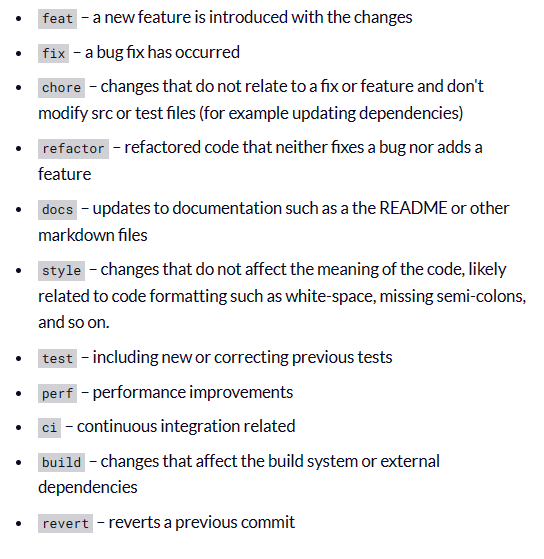 feat – a new feature is introduced with the changes
fix – a bug fix has occurred
chore – changes that do not relate to a fix or feature and don't
modify src or test files (for example updating dependencies)
refactor – refactored code that neither fixes a bug nor adds a
feature
docs – updates to documentation such as a the README or other
markdown files
style – changes that do not affect the meaning of the code, likely
related to code formatting such as white-space, missing semi-colons,
and so on.
test – including new or correcting previous tests
perf – performance improvements
ci – continuous integration related
build – changes that affect the build system or external
dependencies
revert – reverts a previous commit